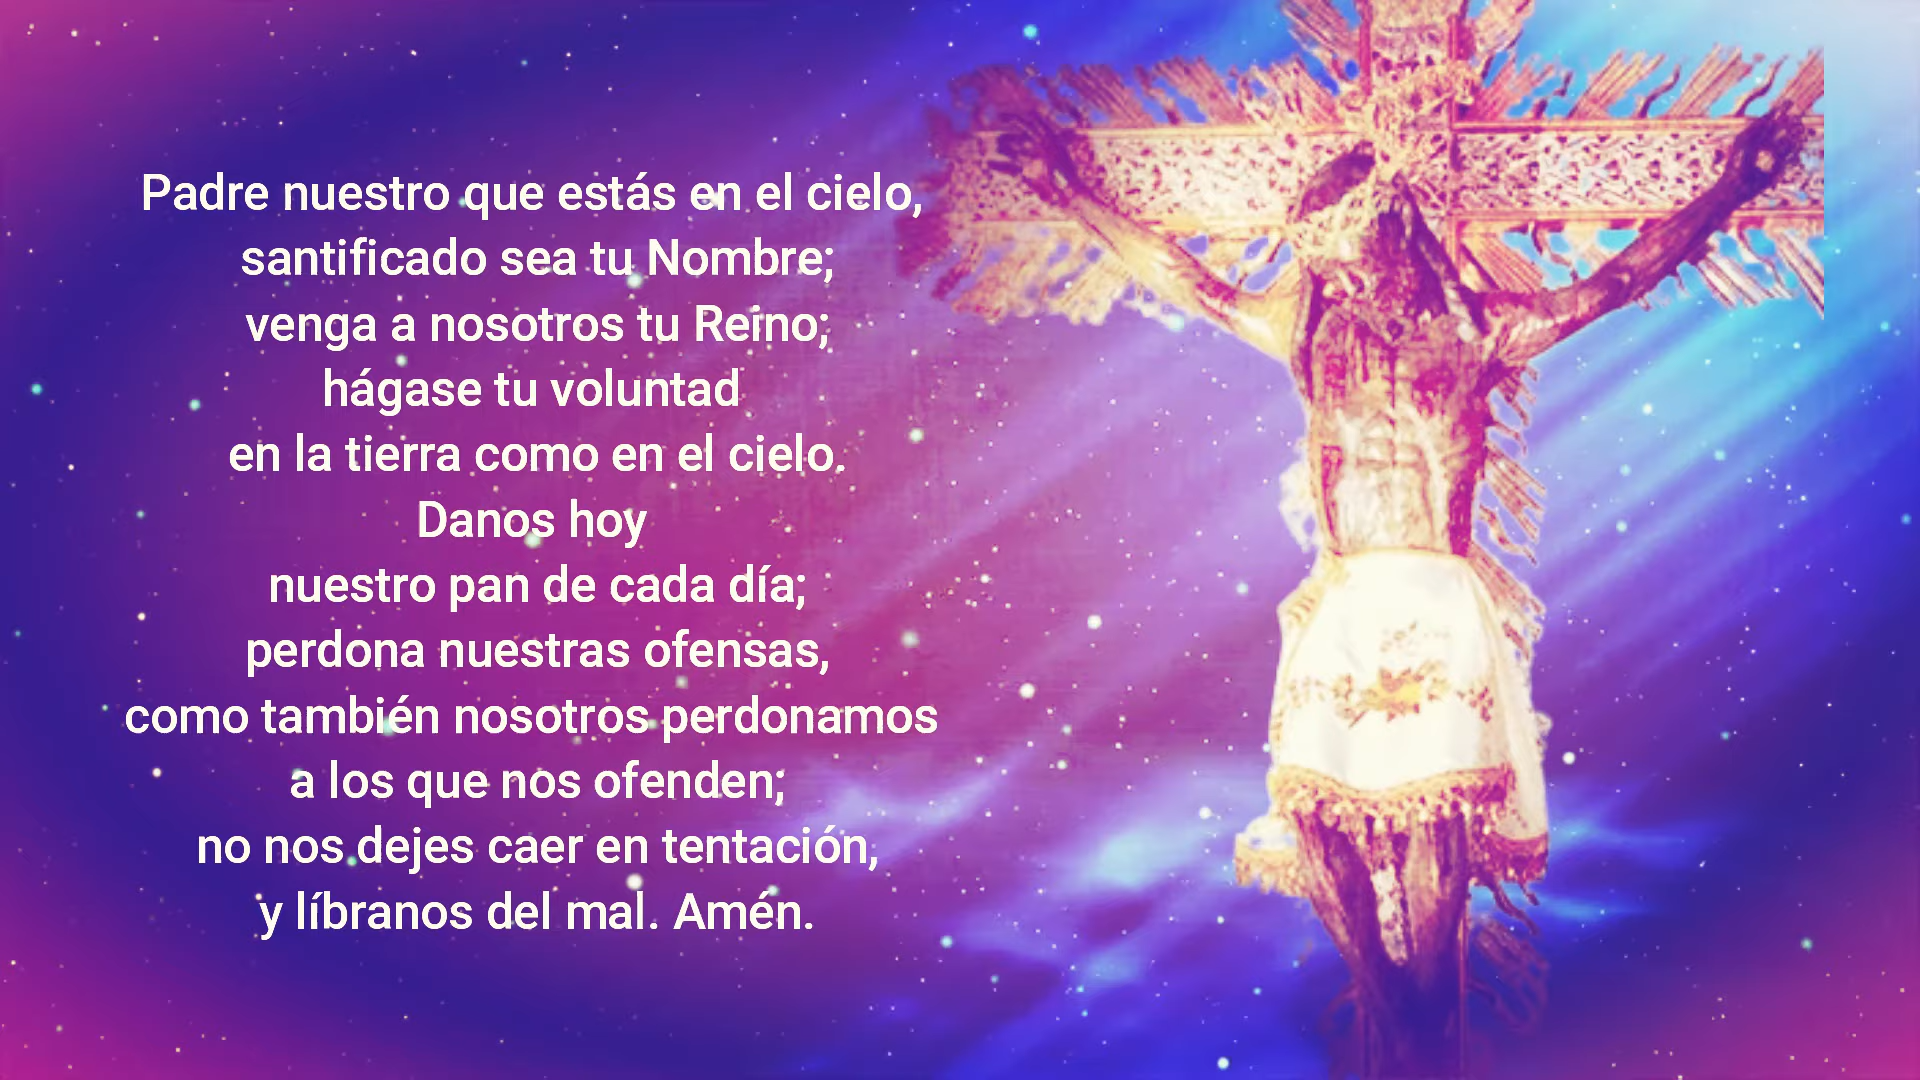 Padre nuestro que estás en el cielo,
santificado sea tu Nombre;
venga a nosotros tu Reino;
hágase tu voluntad
en la tierra como en el cielo.
Danos hoy
nuestro pan de cada día;
perdona nuestras ofensas,
como también nosotros perdonamos
a los que nos ofenden;
no nos dejes caer en tentación,
y líbranos del mal. Amén.